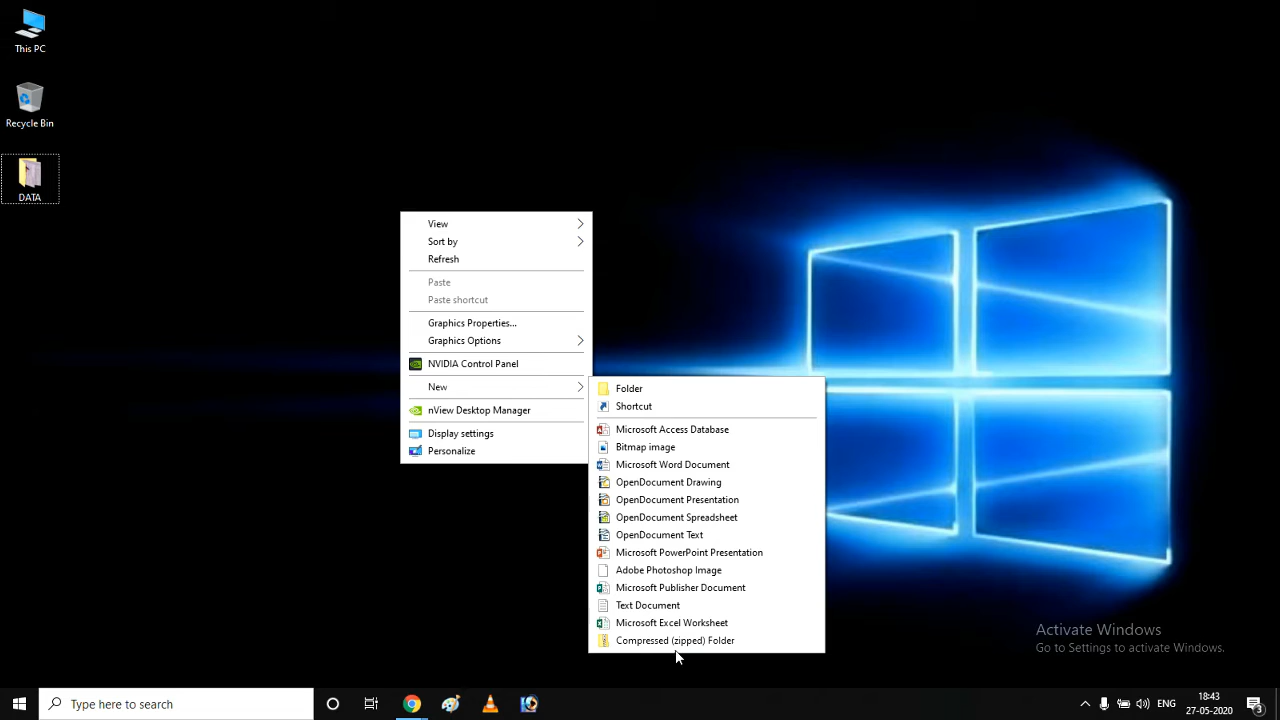 This PC
Recycle Bin
DATA
View
Sort by
Refresh
Paste
Paste shortcut
Graphics Properties...
Graphics Options
NVIDIA Control Panel
New
nView Desktop Manager
Display settings
Personalize
Folder
Shortcut
Microsoft Access Database
Bitmap image
Microsoft Word Document
OpenDocument Drawing
OpenDocument Presentation
OpenDocument Spreadsheet
OpenDocument Text
Microsoft PowerPoint Presentation
Adobe Photoshop Image
Microsoft Publisher Document
Text Document
Microsoft Excel Worksheet
Compressed (zipped) Folder
Activate Windows
Go to Settings to activate Windows.
Type here to search
ENG
18:43
27-05-2020
3